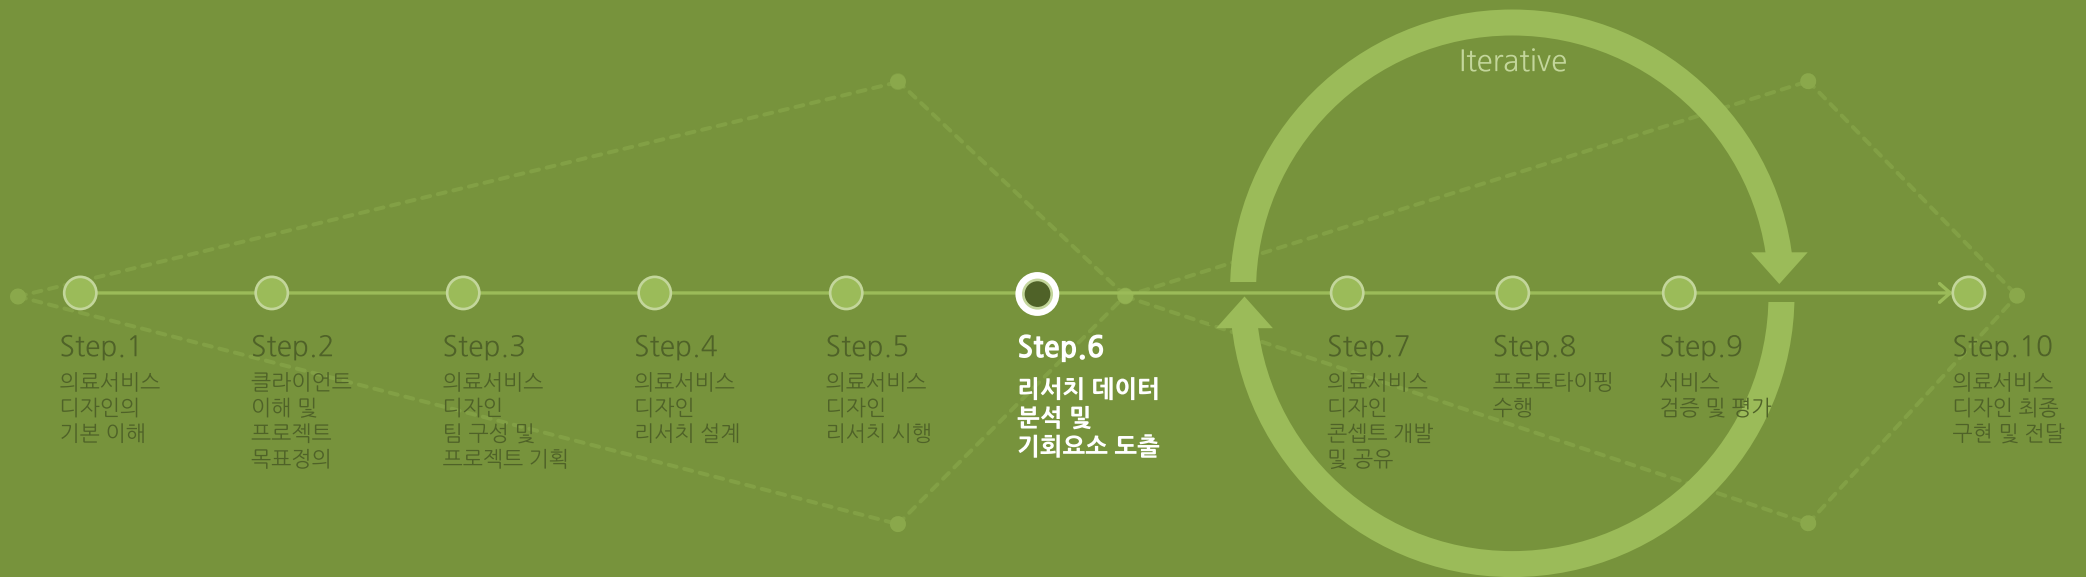 Iterative
Step.1
의료서비스
디자인의
기본 이해
Step.2
클라이언트
이해 및
프로젝트
목표정의
Step.3
의료서비스
디자인
팀 구성 및
프로젝트 기획
Step.4
의료서비스
디자인
리서치 설계
Step.5
의료서비스
디자인
리서치 시행
Step.6
리서치 데이터
분석 및
기회요소 도출
Step.7
의료서비스
디자인
콘셉트 개발
및 공유
Step.8
프로토타이핑
수행
Step.9
서비스
검증 및 평가
Step.10
의료서비스
디자인 최종
구현 및 전달